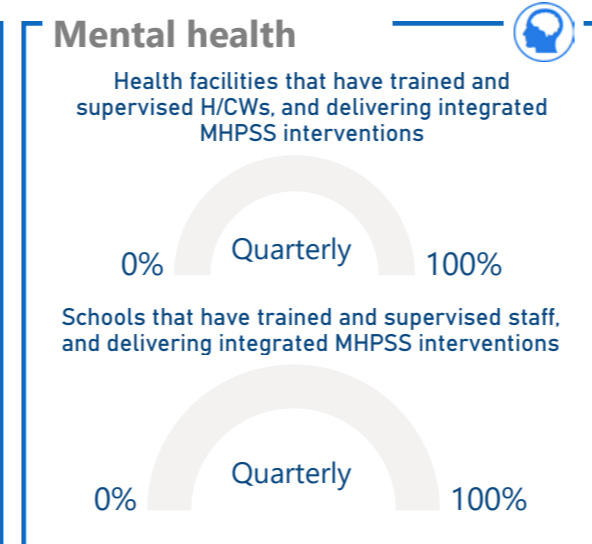 Mental health
Health facilities that have trained and
supervised H/CWs, and delivering integrated
MHPSS interventions
Quarterly
0%
100%
Schools that have trained and supervised staff,
and delivering integrated MHPSS interventions
Quarterly
0%
100%